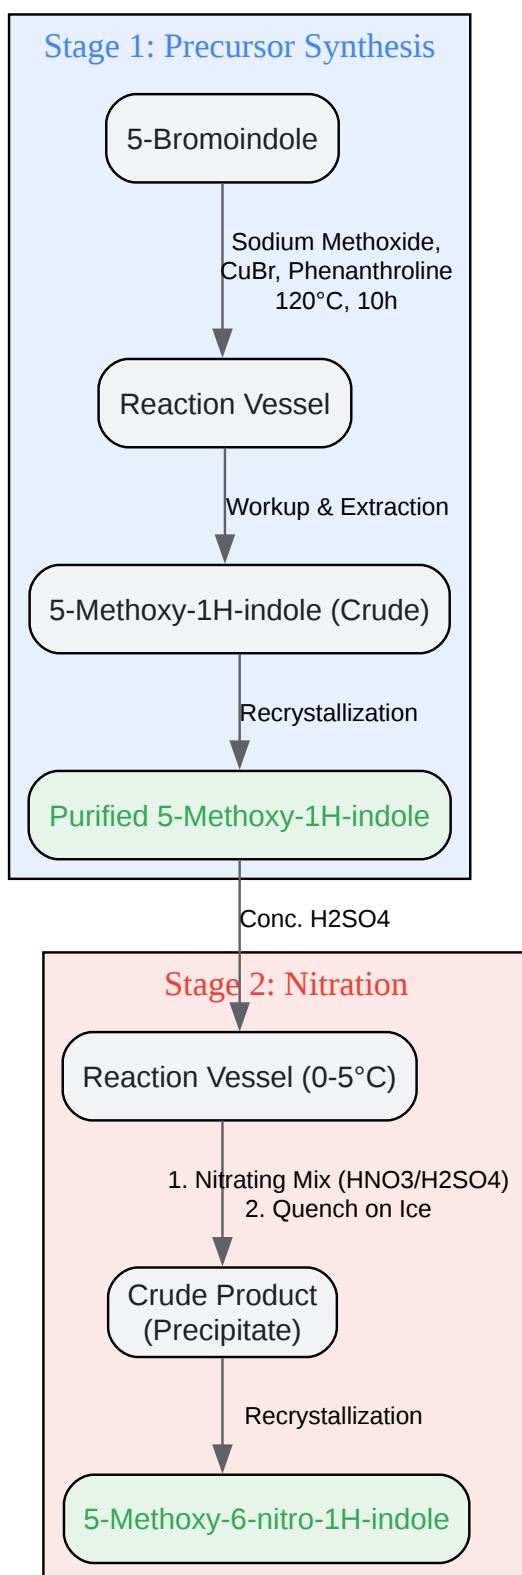 Stage 1: Precursor Synthesis
5-Bromoindole
Sodium Methoxide,
CuBr, Phenanthroline
120°C, 10h
Reaction Vessel
Workup & Extraction
5-Methoxy-1H-indole (Crude)
Recrystallization
Purified 5-Methoxy-1H-indole
Conc. H2SO4
Stage 2: Nitration
Reaction Vessel (0-5°C)
1. Nitrating Mix (HNO3/H2SO4)
2. Quench on Ice
Crude Product
(Precipitate)
Recrystallization
5-Methoxy-6-nitro-1H-indole